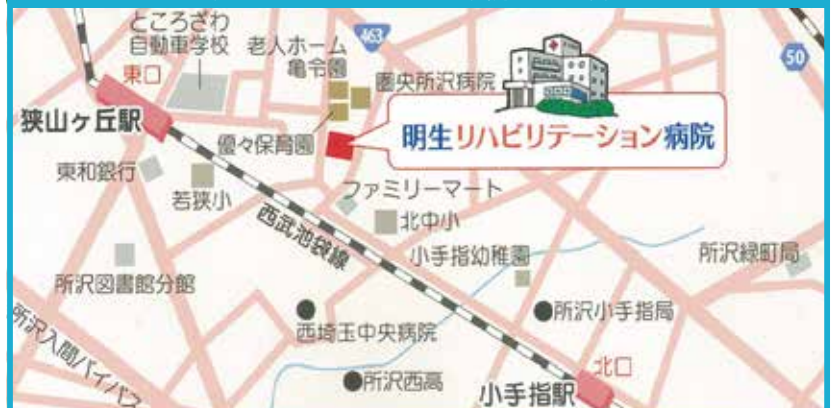 ところざわ
自動車学校
老人ホーム
亀令園
463
圏央所沢病院
50
東口
狭山ヶ丘駅
優々保育園
明生リハビリテーション病院
東和銀行
若狭小
ファミリーマート
北中小
西武池袋線
小手指幼稚園
所沢緑町局
所沢図書館分館
西埼玉中央病院
所沢小手指局
所沢入間バイパス
所沢西高
北口
小手指駅